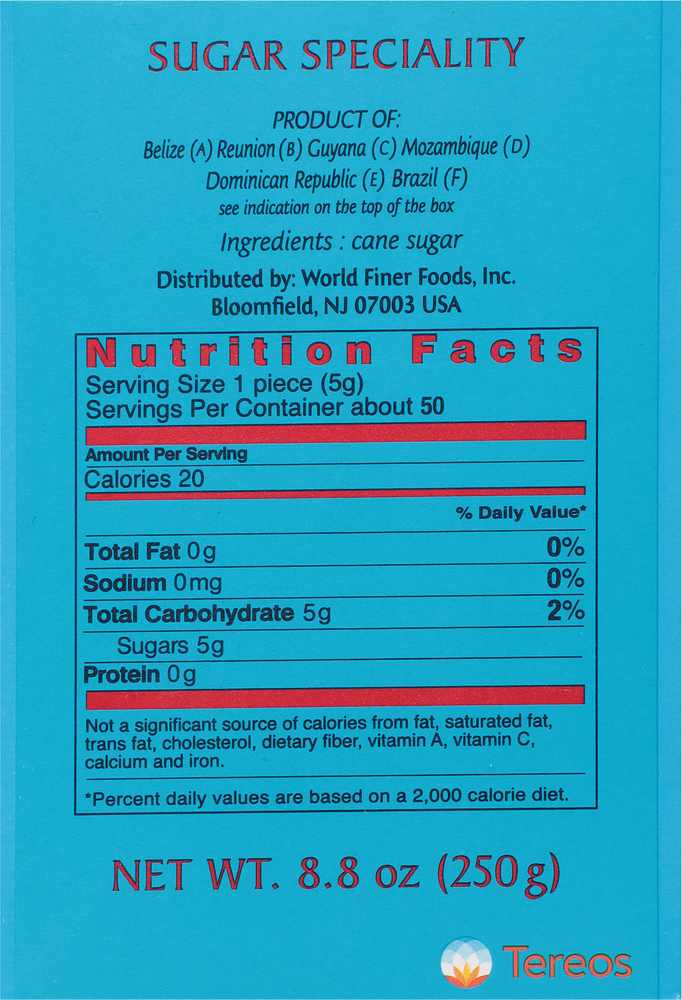 SUGAR SPECIALITY
PRODUCT OF:
Belize (A) Reunion (B) Guyana (C) Mozambique (D)
Dominican Republic (E) Brazil (F)
see indication on the top of the box
Ingredients : cane sugar
Distributed by: World Finer Foods, Inc.
Bloomfield, NJ 07003 USA
Nutrition Facts
Serving Size 1 piece (5g)
Servings Per Container about 50
Amount Per Serving
Calories 20
% Daily Value*
Total Fat 0g 0%
Sodium 0mg 0%
Total Carbohydrate 5g 2%
Sugars 5g
Protein 0g
Not a significant source of calories from fat, saturated fat,
trans fat, cholesterol, dietary fiber, vitamin A, vitamin C,
calcium and iron.
*Percent daily values are based on a 2,000 calorie diet.
NET WT. 8.8 oz (250g)
Tereos